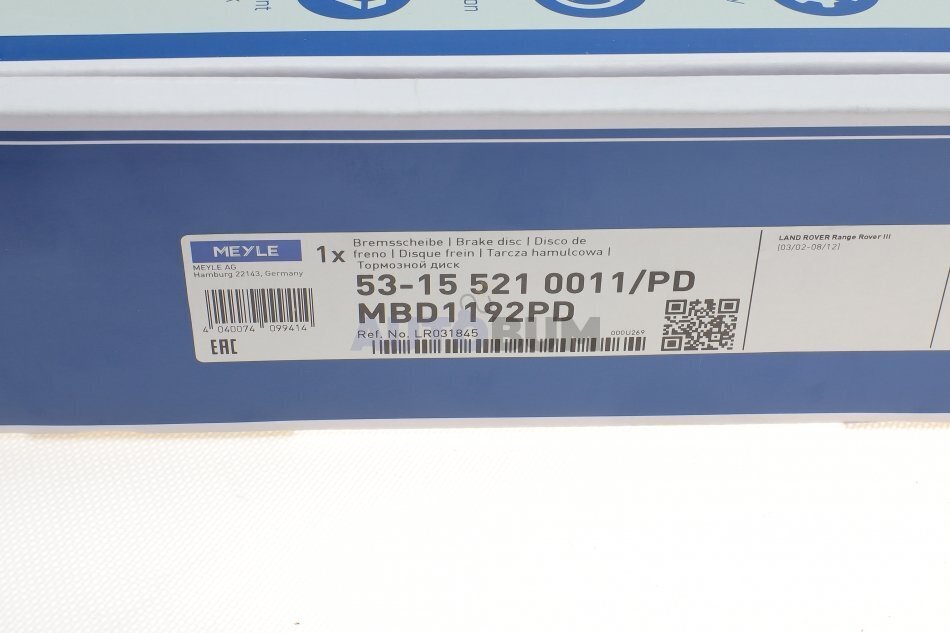 MEYLE
MEYLE AG
Hamburg 22143, Germany
4 040074 099414
EAC
1x
Bremsscheibe | Brake disc | Disco de
freno | Disque frein | Tarcza hamulcowa |
Тормозной диск
53-15 521 0011/PD
MBD1192PD
Ref. No. LR031845
000U269
AUTOBUM
LAND ROVER Range Rover III
(03/02-08/12)